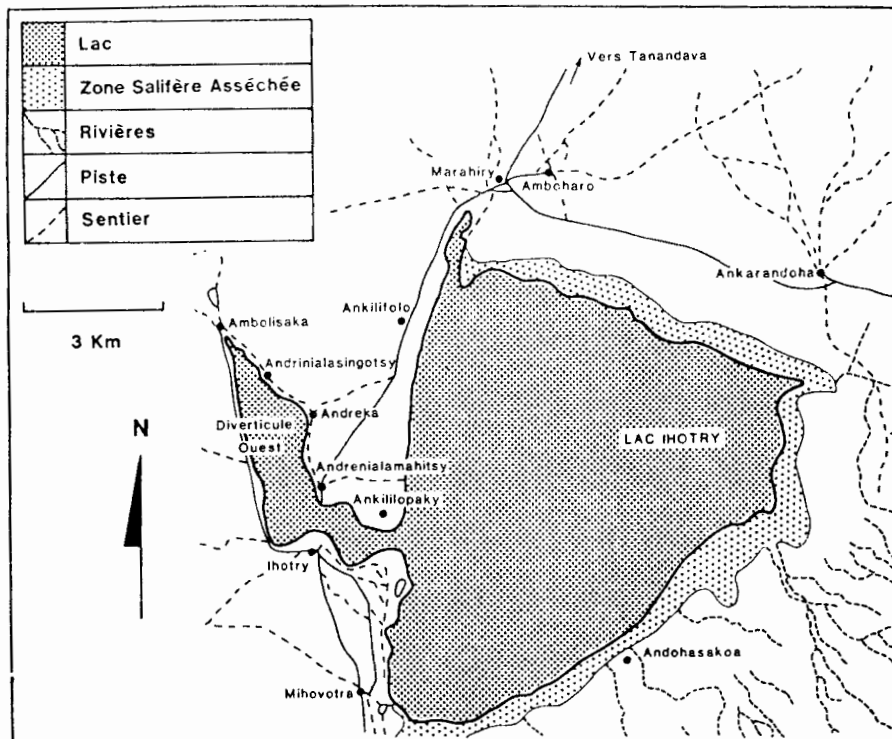 Lac
Zone Salifère Asséchée
Rivières
Piste
Sentier
3 Km
N
Vers Tanandava
Marahiry
Amboharo
Ankarandoha
Ankilifolo
Ambolisaka
Andrinialasingotsy
Andreka
Diverticule
Ouest
LAC IHOTRY
Andrenialamahitsy
Ankililopaky
Ihotry
Andohasakoa
Mihovotra